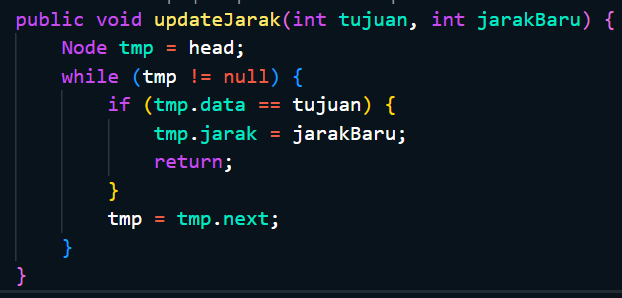 public void updateJarak(int tujuan, int jarakBaru) {
    Node tmp = head;
    while (tmp != null) {
        if (tmp.data == tujuan) {
            tmp.jarak = jarakBaru;
            return;
        }
        tmp = tmp.next;
    }
}